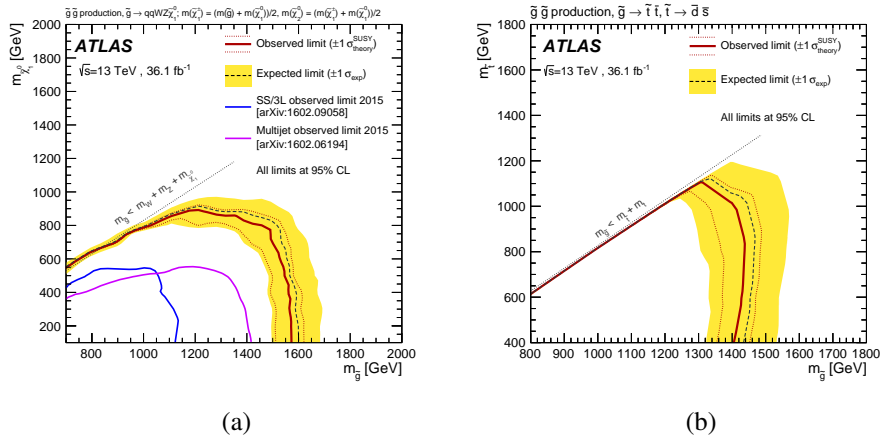 g̃ g̃ production, g̃ → qqWZχ̃₁⁰; m(χ̃₁±) = (m(g̃) + m(χ̃₁⁰))/2, m(χ̃₂⁰) = (m(χ̃₁±) + m(χ̃₁⁰))/2
m_χ̃₁⁰ [GeV]
ATLAS
√s=13 TeV , 36.1 fb⁻¹
Observed limit (±1 σ_theory^SUSY)
Expected limit (±1 σ_exp)
SS/3L observed limit 2015
[arXiv:1602.09058]
Multijet observed limit 2015
[arXiv:1602.06194]
All limits at 95% CL
m_g̃ < m_W + m_Z + m_χ̃₁⁰
2000
1800
1600
1400
1200
1000
800
600
400
200
800 1000 1200 1400 1600 1800 2000
m_g̃ [GeV]
(a)
g̃ g̃ production, g̃ → t̃ t̄, t̃ → d̄ s̄
m_t̃ [GeV]
ATLAS
√s=13 TeV , 36.1 fb⁻¹
Observed limit (±1 σ_theory^SUSY)
Expected limit (±1 σ_exp)
All limits at 95% CL
m_g̃ < m_t̃ + m_t
1800
1600
1400
1200
1000
800
600
400
800 900 1000 1100 1200 1300 1400 1500 1600 1700 1800
m_g̃ [GeV]
(b)